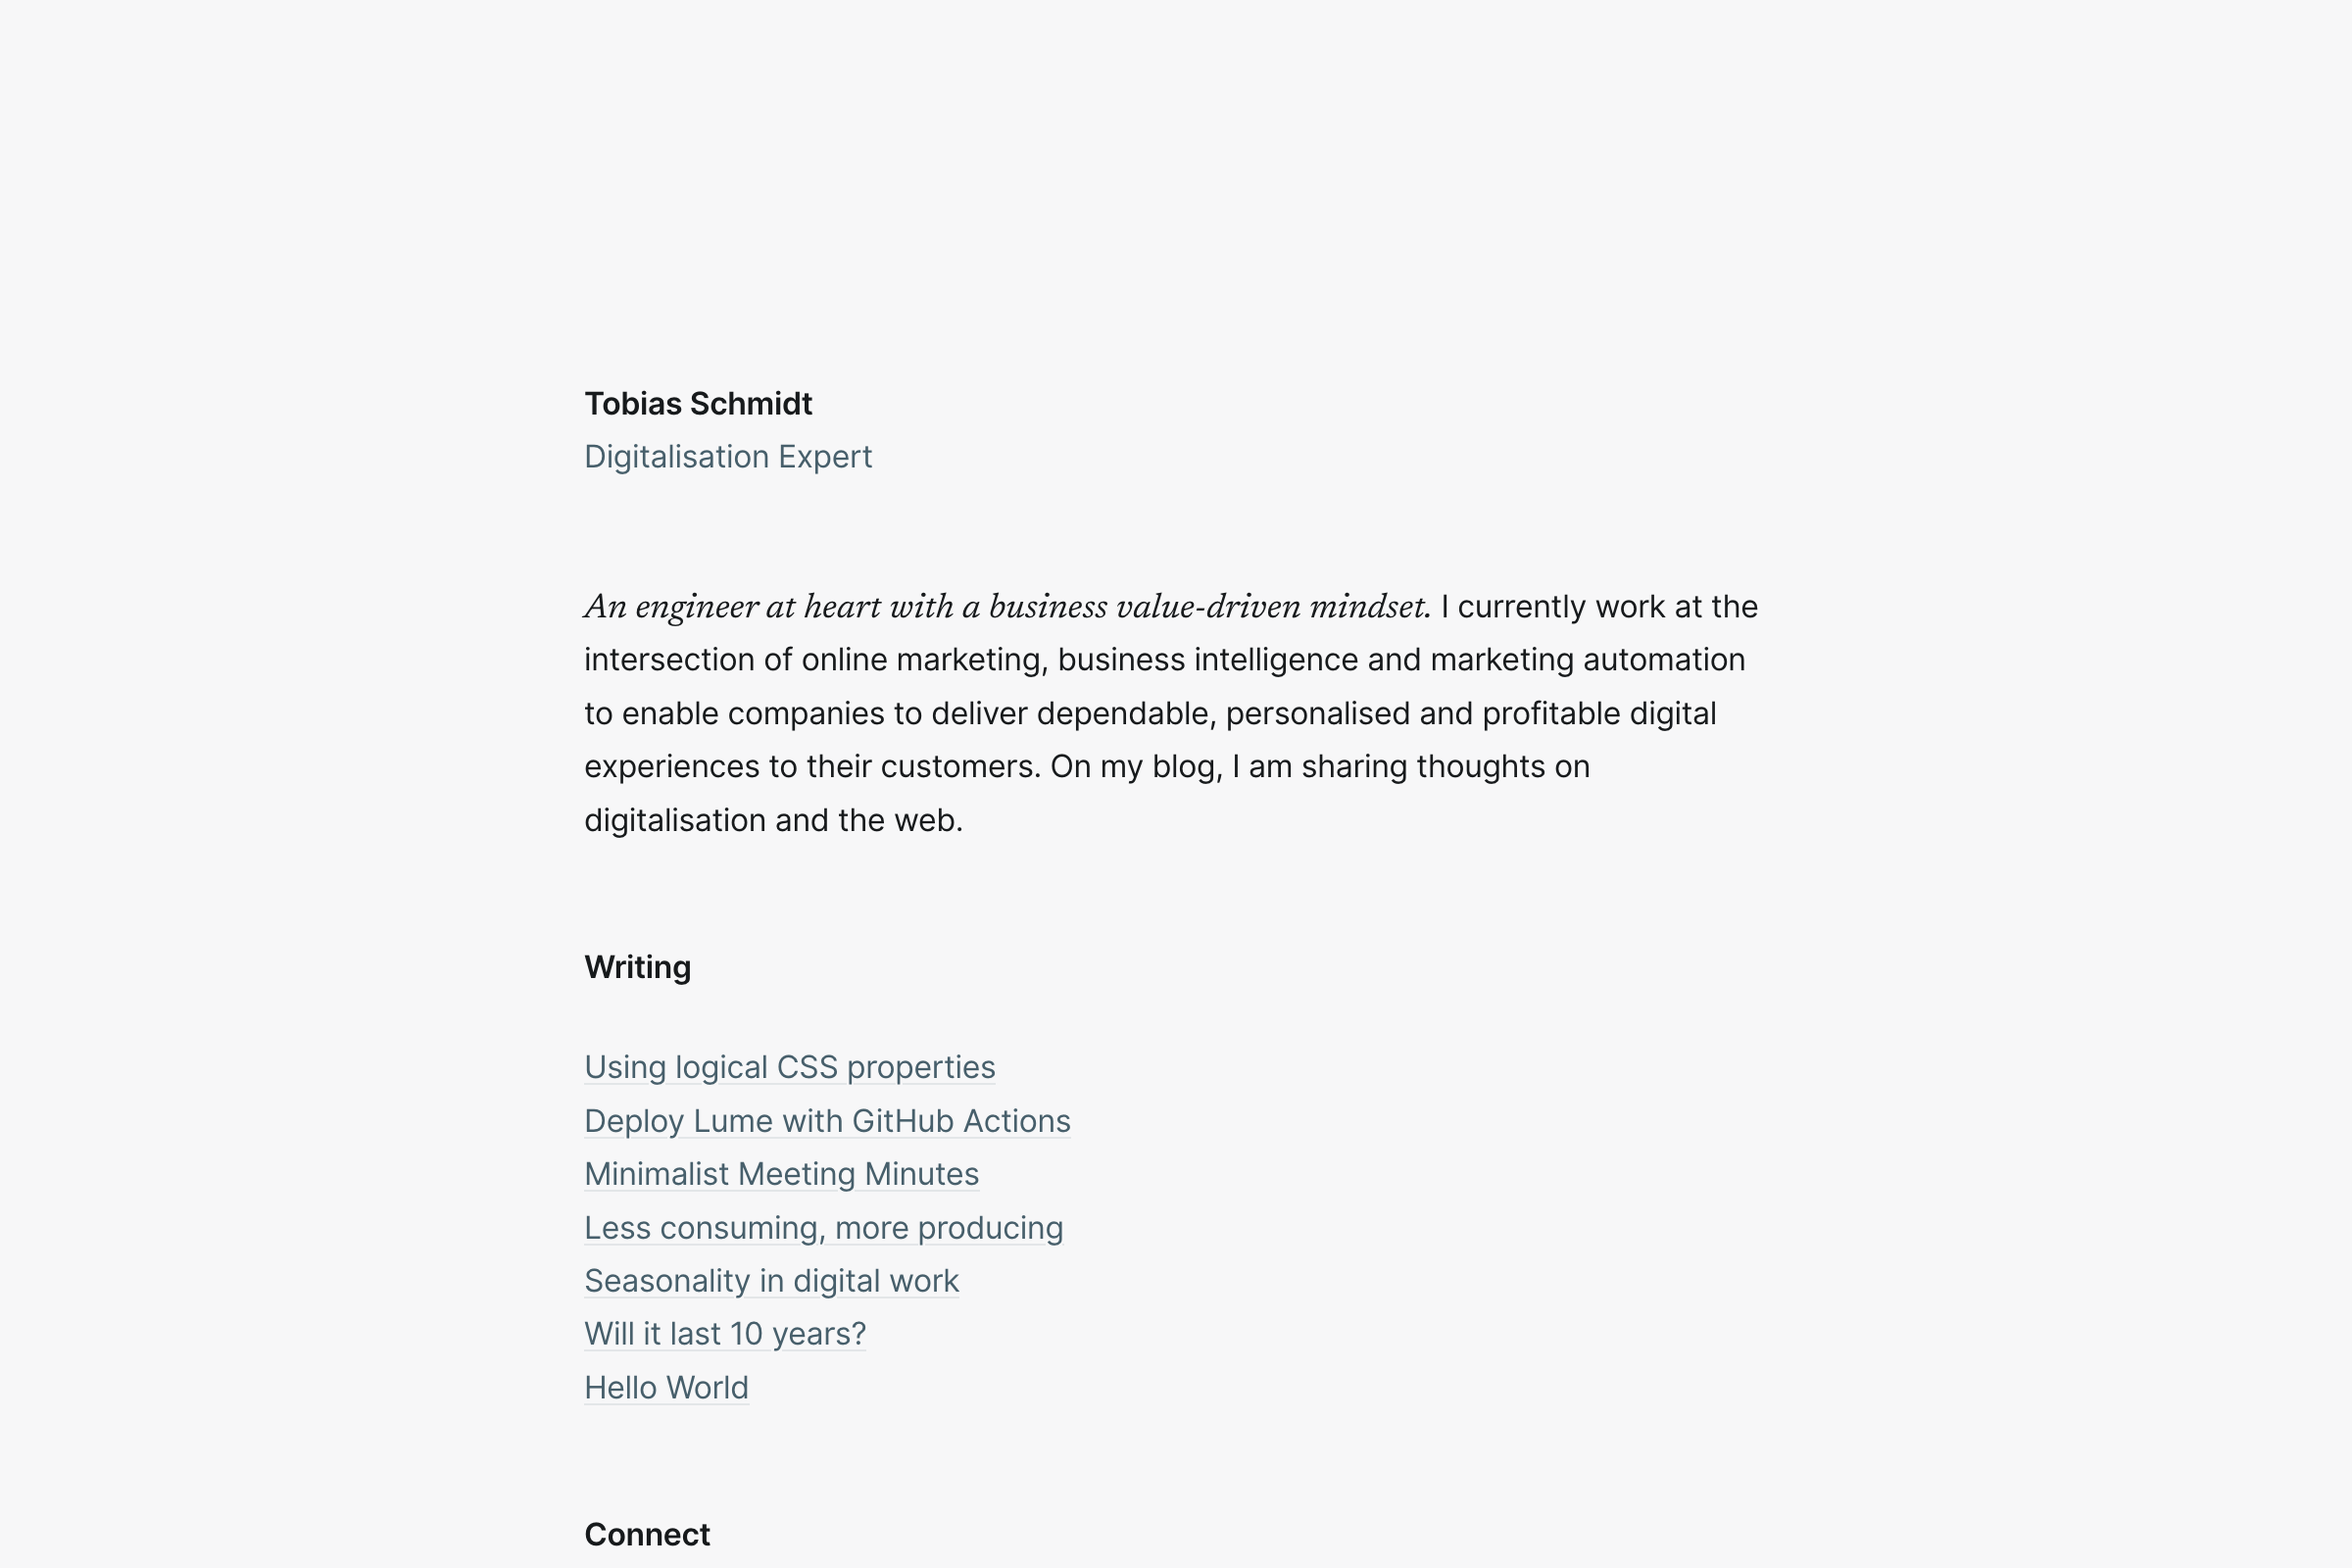 Tobias Schmidt
Digitalisation Expert
An engineer at heart with a business value-driven mindset. I currently work at the
intersection of online marketing, business intelligence and marketing automation
to enable companies to deliver dependable, personalised and profitable digital
experiences to their customers. On my blog, I am sharing thoughts on
digitalisation and the web.
Writing
Using logical CSS properties
Deploy Lume with GitHub Actions
Minimalist Meeting Minutes
Less consuming, more producing
Seasonality in digital work
Will it last 10 years?
Hello World
Connect